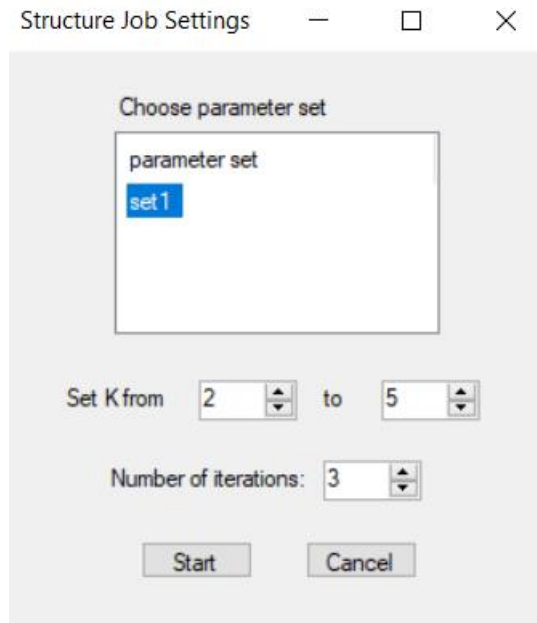 Structure Job Settings
Choose parameter set
parameter set
set1
Set K from 2 to 5
Number of iterations: 3
Start Cancel